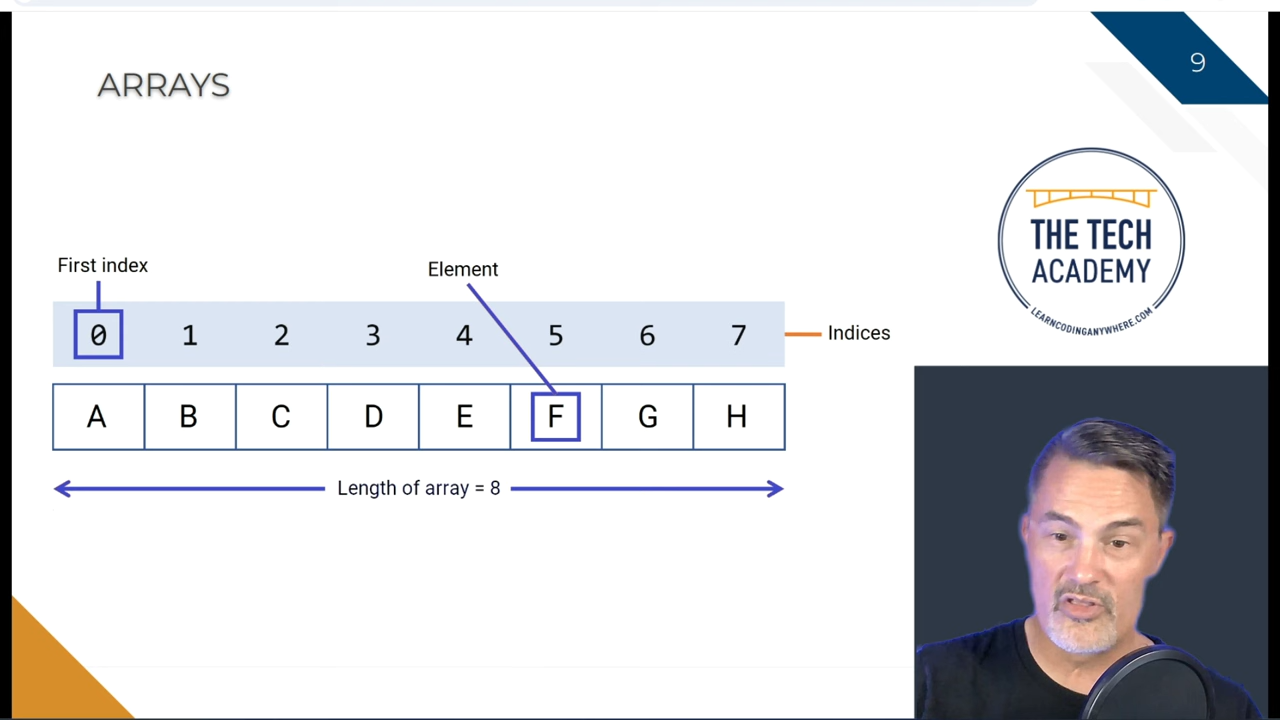 ARRAYS
9
THE TECH
ACADEMY
LEARNCODINGANYWHERE.COM
First index
Element
0 1 2 3 4 5 6 7
Indices
A B C D E F G H
Length of array = 8